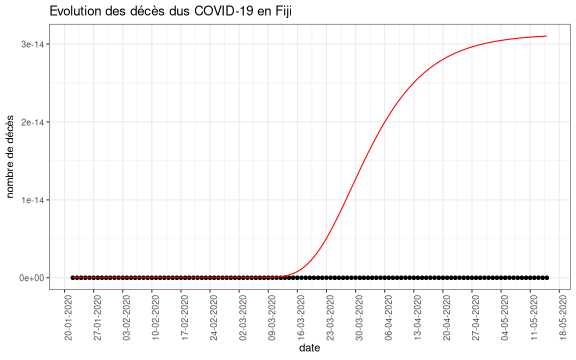 Evolution des décès dus COVID-19 en Fiji
nombre de décès
3e-14
2e-14
1e-14
0e+00
20-01-2020
27-01-2020
03-02-2020
10-02-2020
17-02-2020
24-02-2020
02-03-2020
09-03-2020
16-03-2020
23-03-2020
30-03-2020
06-04-2020
13-04-2020
20-04-2020
27-04-2020
04-05-2020
11-05-2020
18-05-2020
date